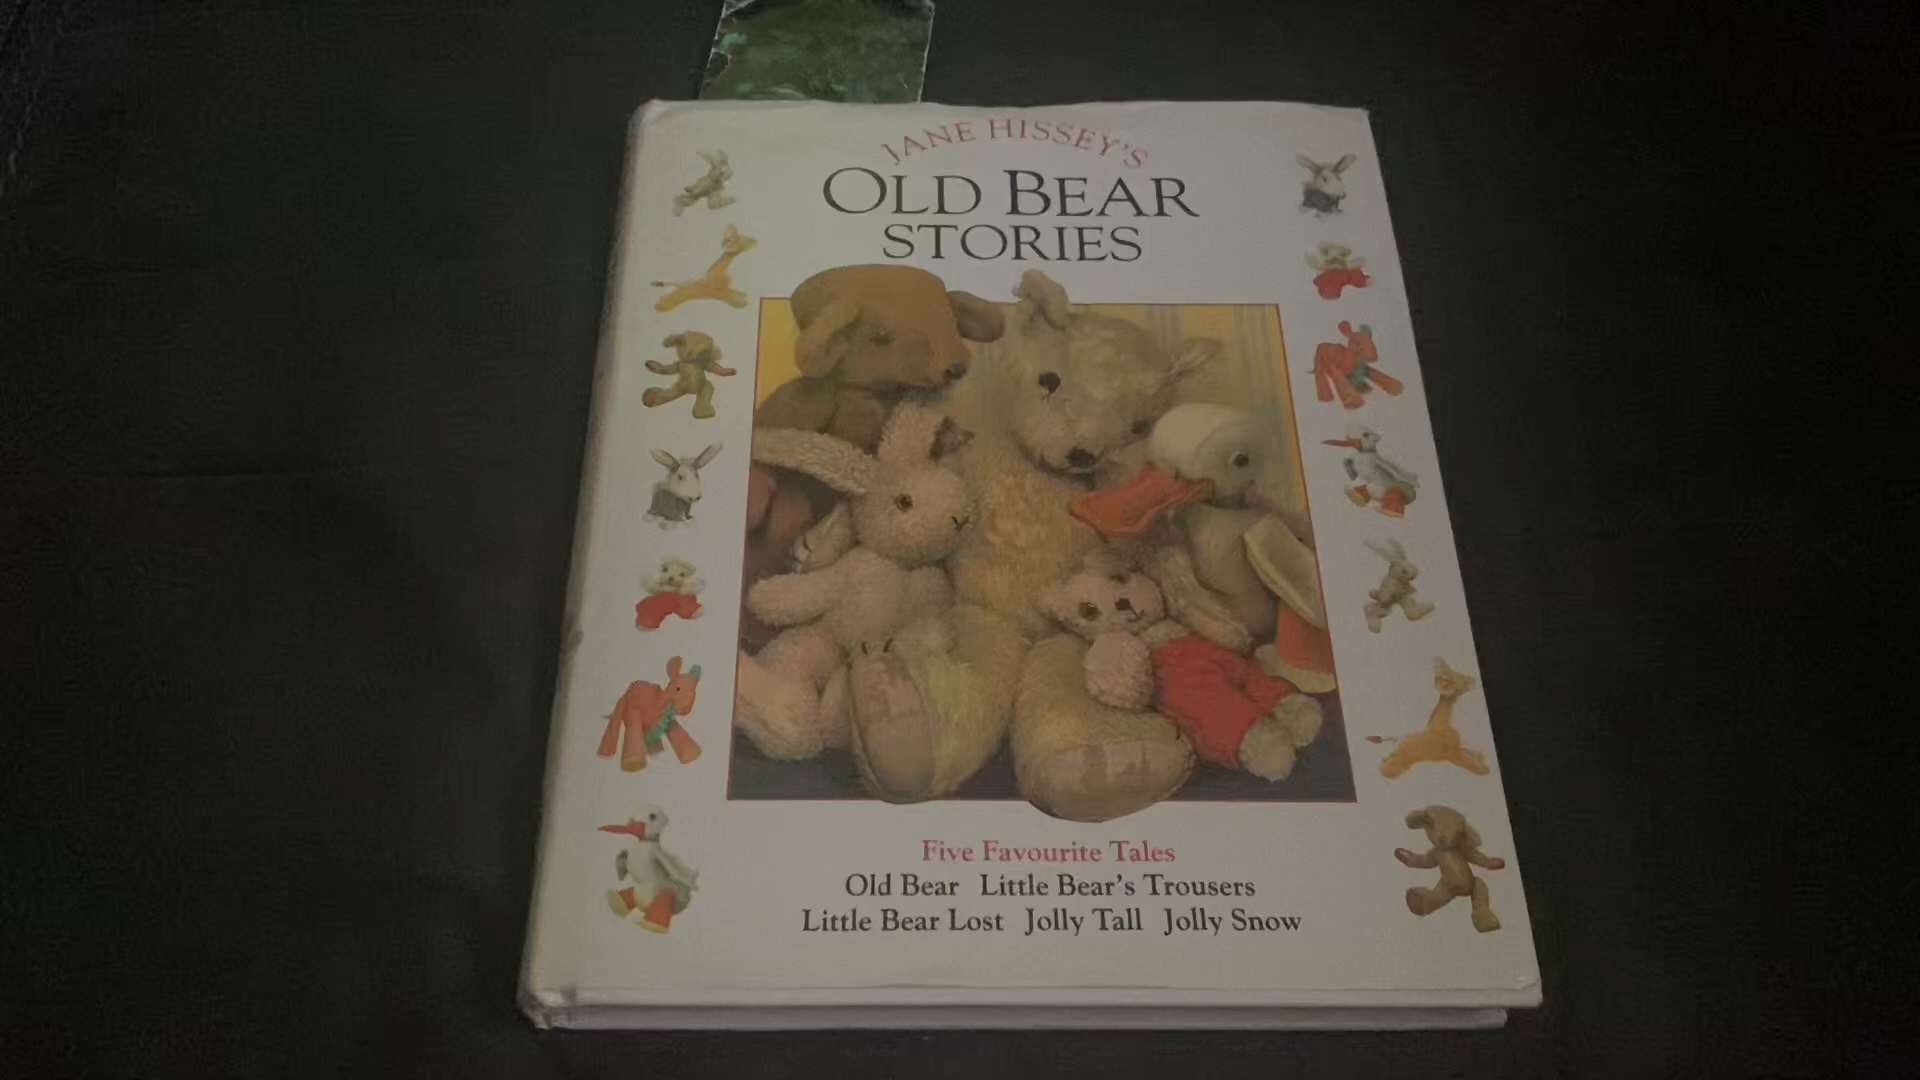 JANE HISSEY'S
OLD BEAR
STORIES
Five Favourite Tales
Old Bear Little Bear's Trousers
Little Bear Lost Jolly Tall Jolly Snow